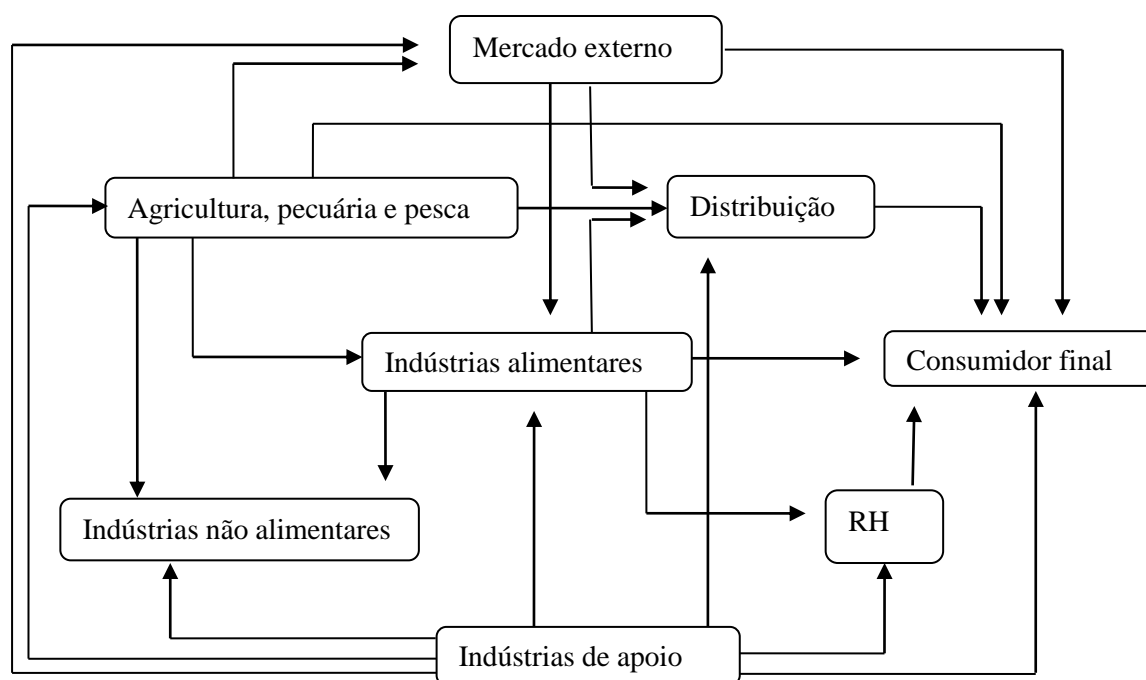 Mercado externo
Agricultura, pecuária e pesca
Distribuição
Indústrias alimentares
Consumidor final
Indústrias não alimentares
RH
Indústrias de apoio